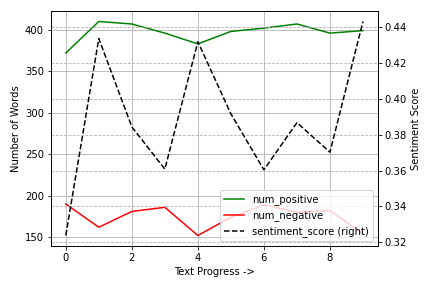 400
350
300
250
200
150
Number of Words
0.44
0.42
0.40
0.38
0.36
0.34
0.32
Sentiment Score
num_positive
num_negative
sentiment_score (right)
0 2 4 6 8
Text Progress ->